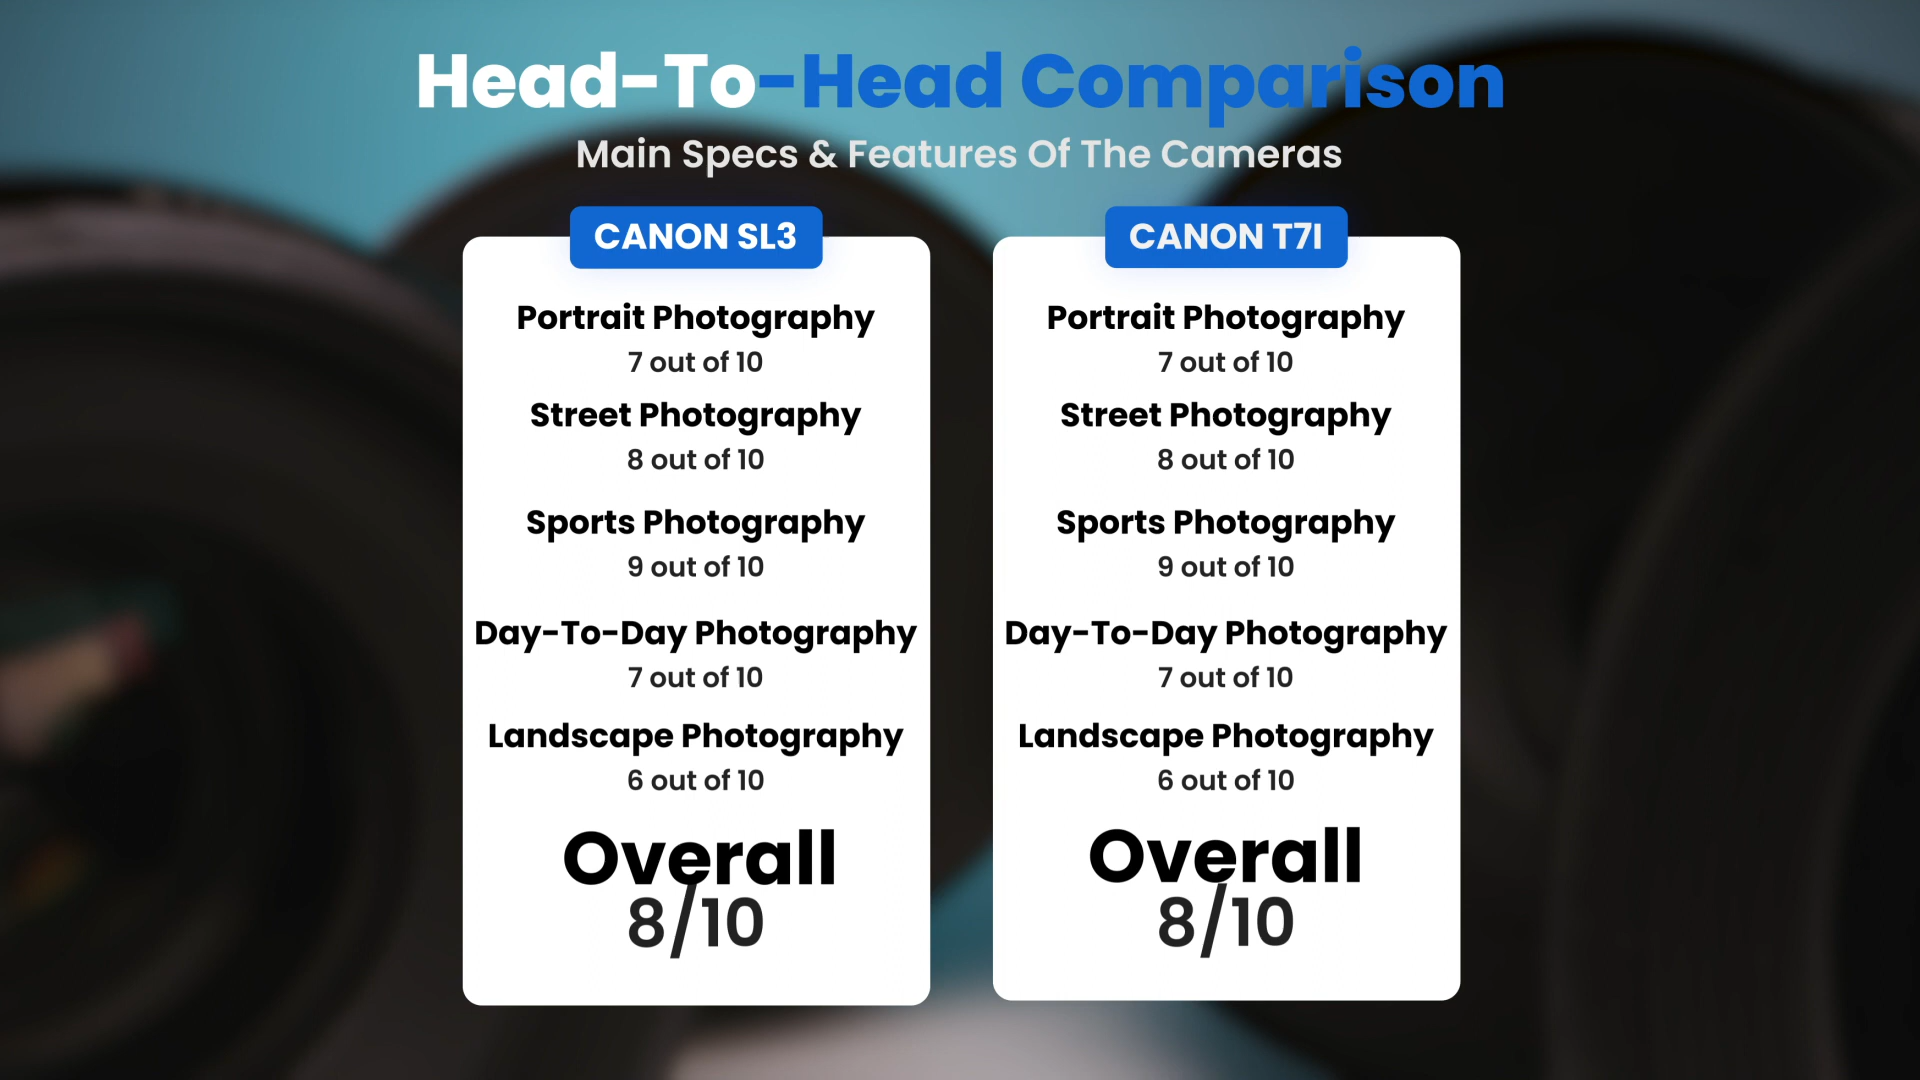 Head-To-Head Comparison
Main Specs & Features Of The Cameras
CANON SL3
Portrait Photography
7 out of 10
Street Photography
8 out of 10
Sports Photography
9 out of 10
Day-To-Day Photography
7 out of 10
Landscape Photography
6 out of 10
Overall
8/10
CANON T7I
Portrait Photography
7 out of 10
Street Photography
8 out of 10
Sports Photography
9 out of 10
Day-To-Day Photography
7 out of 10
Landscape Photography
6 out of 10
Overall
8/10